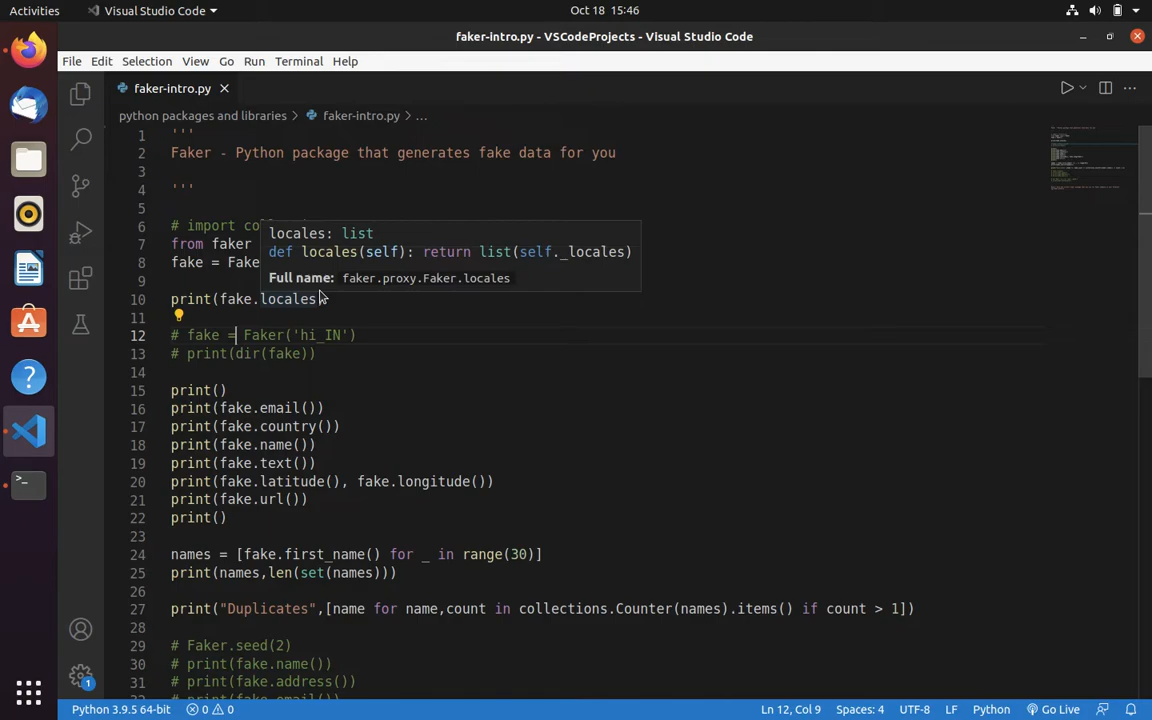 Activities
Visual Studio Code
Oct 18 15:46
faker-intro.py - VSCodeProjects - Visual Studio Code
File Edit Selection View Go Run Terminal Help
faker-intro.py
python packages and libraries > faker-intro.py > ...
1 '''
2 Faker - Python package that generates fake data for you
3
4 '''
5
6 # import col
7 from faker
8 fake = Fake
locales: list
def locales(self): return list(self._locales)
Full name: faker.proxy.Faker.locales
9
10 print(fake.locales
11
12 # fake = Faker('hi_IN')
13 # print(dir(fake))
14
15 print()
16 print(fake.email())
17 print(fake.country())
18 print(fake.name())
19 print(fake.text())
20 print(fake.latitude(), fake.longitude())
21 print(fake.url())
22 print()
23
24 names = [fake.first_name() for _ in range(30)]
25 print(names,len(set(names)))
26
27 print("Duplicates",[name for name,count in collections.Counter(names).items() if count > 1])
28
29 # Faker.seed(2)
30 # print(fake.name())
31 # print(fake.address())
32 # print(fake.email())
1
Python 3.9.5 64-bit 0 0 Ln 12, Col 9 Spaces: 4 UTF-8 LF Python Go Live